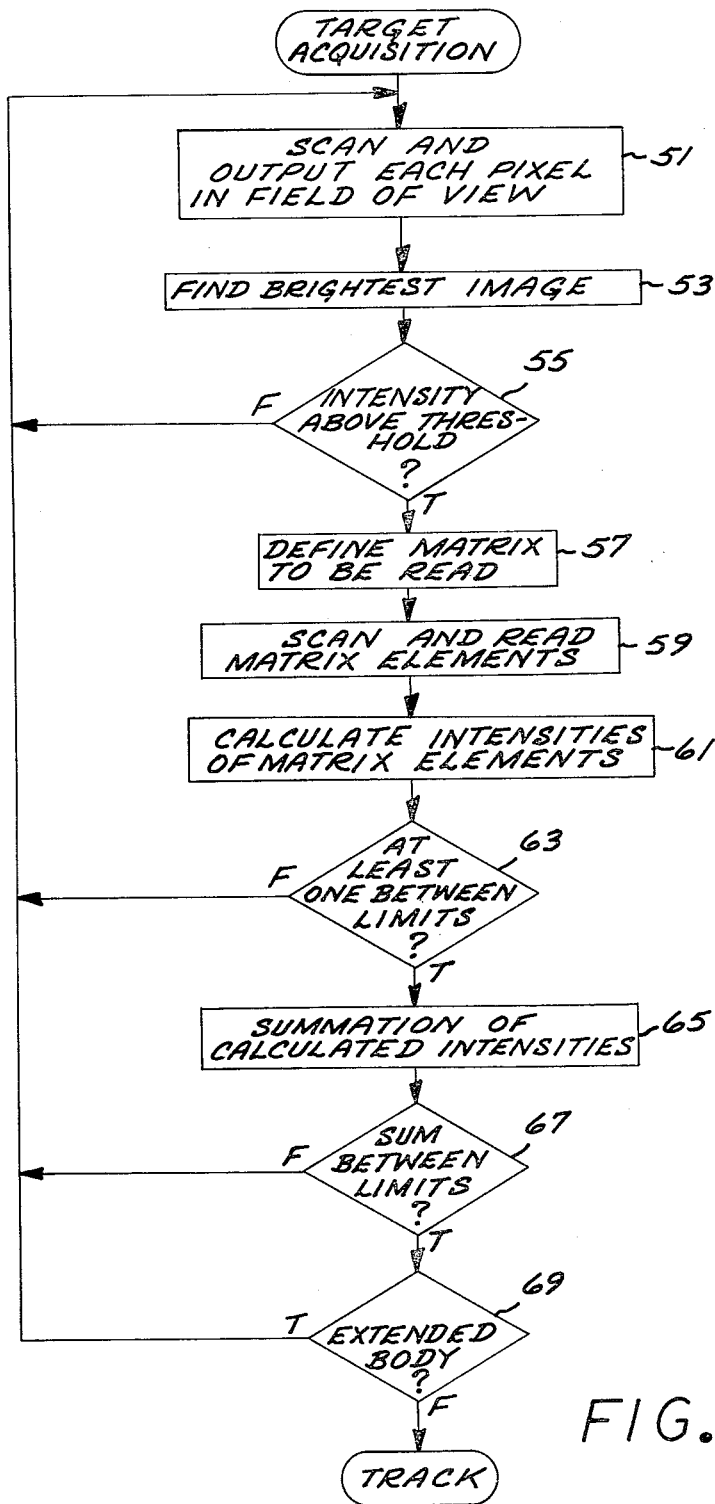 TARGET
ACQUISITION
SCAN AND
OUTPUT EACH PIXEL
IN FIELD OF VIEW
51
FIND BRIGHTEST IMAGE
53
INTENSITY
ABOVE THRES-
HOLD
?
55
F
T
DEFINE MATRIX
TO BE READ
57
SCAN AND READ
MATRIX ELEMENTS
59
CALCULATE INTENSITIES
OF MATRIX ELEMENTS
61
AT
LEAST
ONE BETWEEN
LIMITS
?
63
F
T
SUMMATION OF
CALCULATED INTENSITIES
65
SUM
BETWEEN
LIMITS
?
67
F
T
EXTENDED
BODY
?
69
T
F
TRACK
FIG.